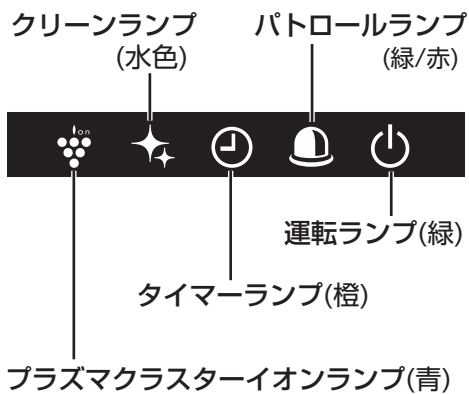 クリーンランプ
(水色)
パトロールランプ
(緑/赤)
ion
運転ランプ(緑)
タイマーランプ(橙)
プラズマクラスターイオンランプ(青)